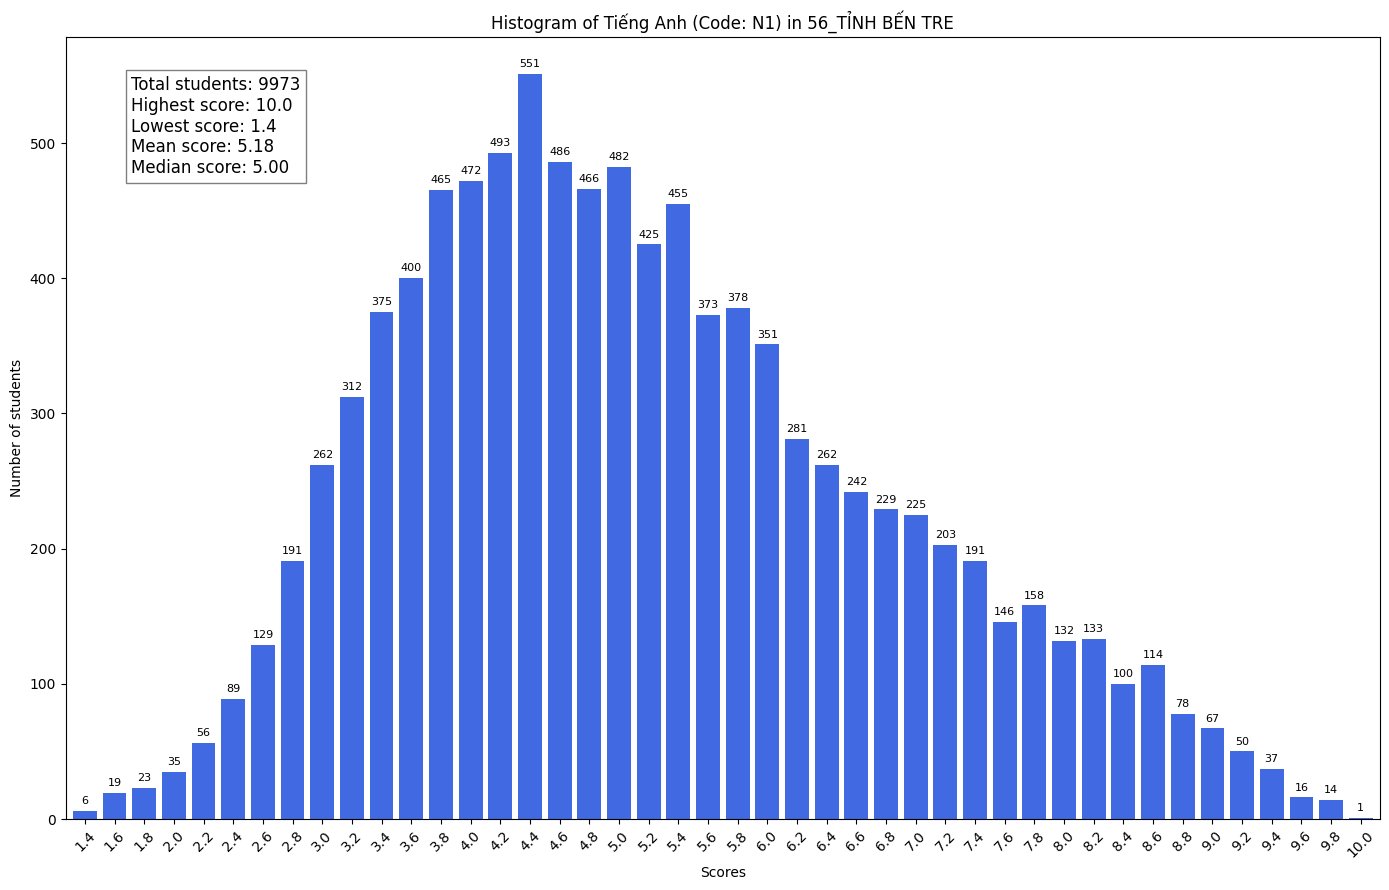 Histogram of Tiếng Anh (Code: N1) in 56_TỈNH BẾN TRE
Total students: 9973
Highest score: 10.0
Lowest score: 1.4
Mean score: 5.18
Median score: 5.00
Number of students
500
400
300
200
100
0
6 19 23 35 56 89 129 191 262 312 375 400 465 472 493 551 486 466 482 425 455 373 378 351 281 262 242 229 225 203 191 146 158 132 133 100 114 78 67 50 37 16 14 1
1.4 1.6 1.8 2.0 2.2 2.4 2.6 2.8 3.0 3.2 3.4 3.6 3.8 4.0 4.2 4.4 4.6 4.8 5.0 5.2 5.4 5.6 5.8 6.0 6.2 6.4 6.6 6.8 7.0 7.2 7.4 7.6 7.8 8.0 8.2 8.4 8.6 8.8 9.0 9.2 9.4 9.6 9.8 10.0
Scores